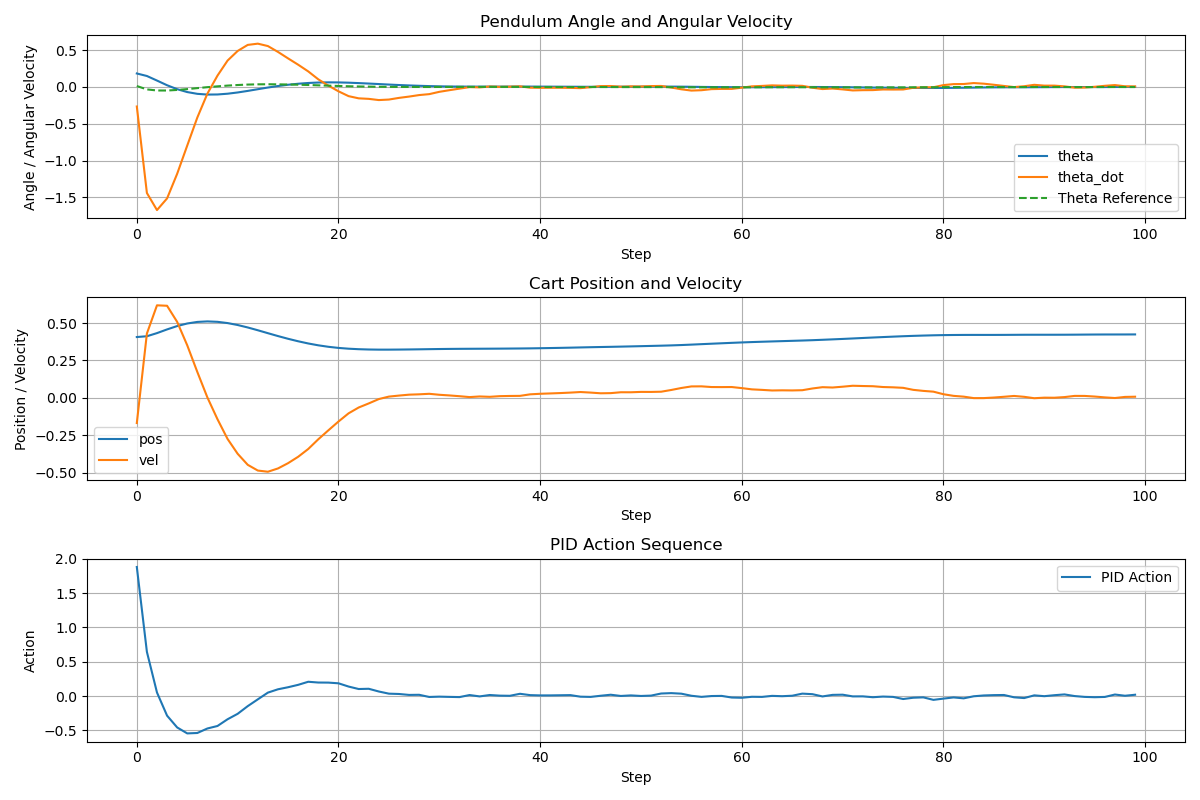 Pendulum Angle and Angular Velocity
Angle / Angular Velocity
0.5
0.0
−0.5
−1.0
−1.5
theta
theta_dot
Theta Reference
0 20 40 60 80 100
Step
Cart Position and Velocity
Position / Velocity
0.50
0.25
0.00
−0.25
−0.50
pos
vel
0 20 40 60 80 100
Step
PID Action Sequence
Action
2.0
1.5
1.0
0.5
0.0
−0.5
PID Action
0 20 40 60 80 100
Step